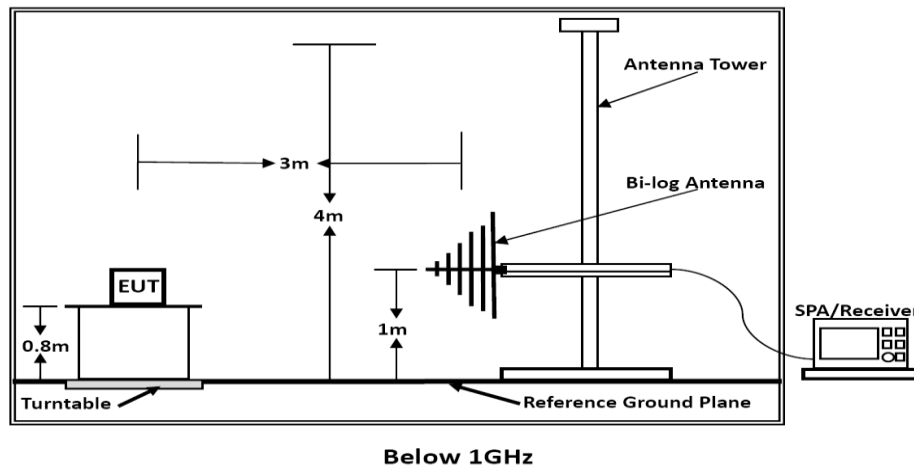 Antenna Tower
3m
Bi-log Antenna
4m
EUT
SPA/Receiver
1m
0.8m
Turntable
Reference Ground Plane
Below 1GHz